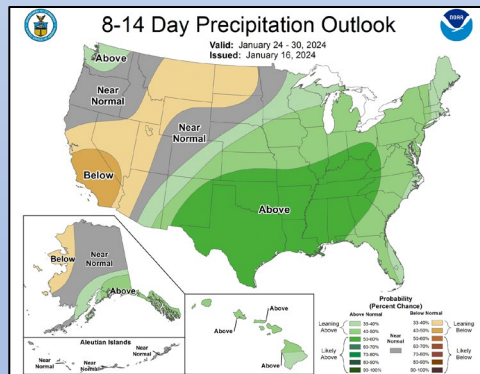 8-14 Day Precipitation Outlook
NOAA
Valid: January 24 - 30, 2024
Issued: January 16, 2024
Above
Near
Normal
Near
Normal
Below
Above
Below
Near
Normal
Above
Aleutian Islands
Near Normal
Near Normal
Near Normal
Above
Above
Above
Probability
(Percent Chance)
Above Normal
Below Normal
Leaning
Above
Likely
Above
Near
Normal
Leaning
Below
Likely
Below
33-40%
40-50%
50-60%
60-70%
70-80%
80-90%
90-100%
33-40%
40-50%
50-60%
60-70%
70-80%
80-90%
90-100%